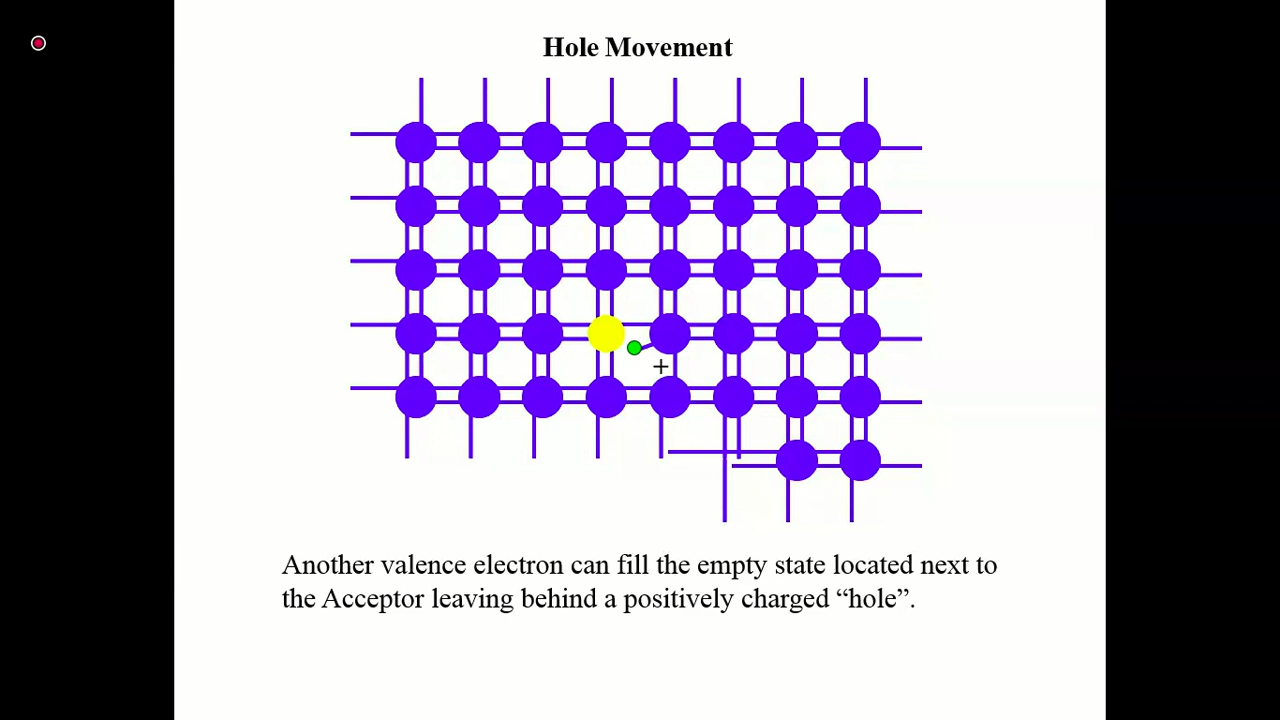 Hole Movement
+
Another valence electron can fill the empty state located next to
the Acceptor leaving behind a positively charged “hole”.